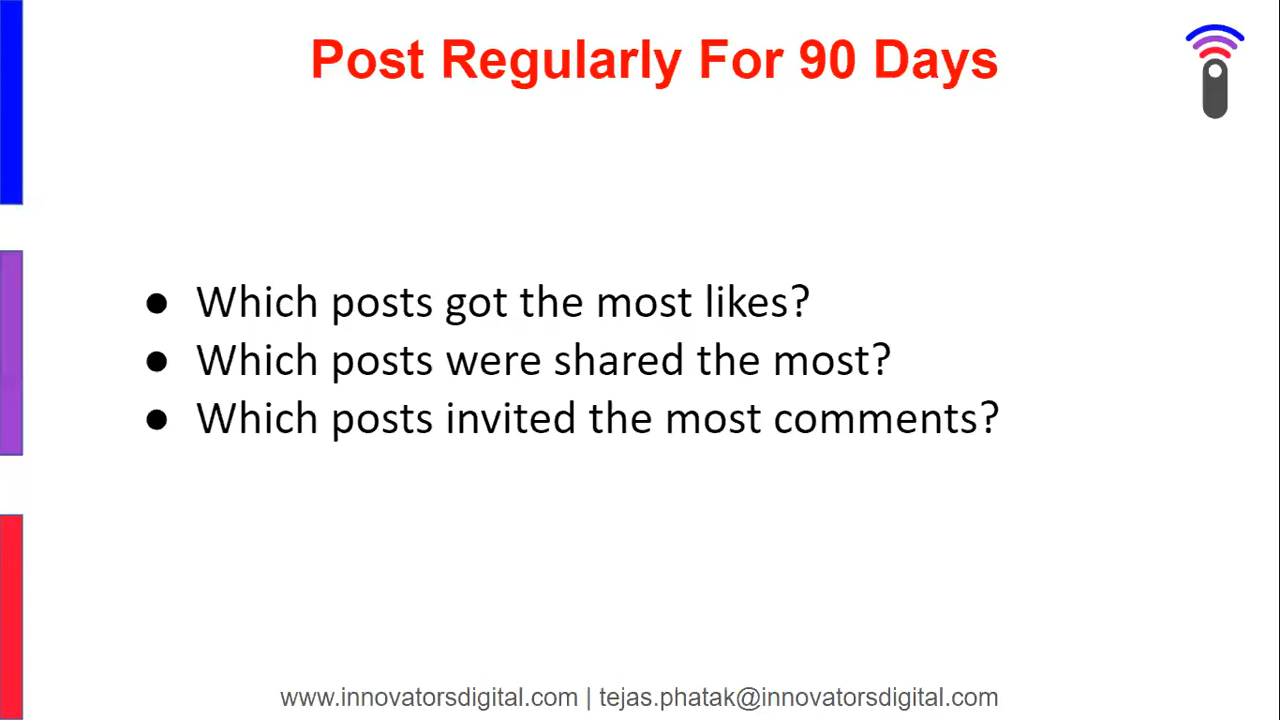 Post Regularly For 90 Days
● Which posts got the most likes?
● Which posts were shared the most?
● Which posts invited the most comments?
www.innovatorsdigital.com | tejas.phatak@innovatorsdigital.com